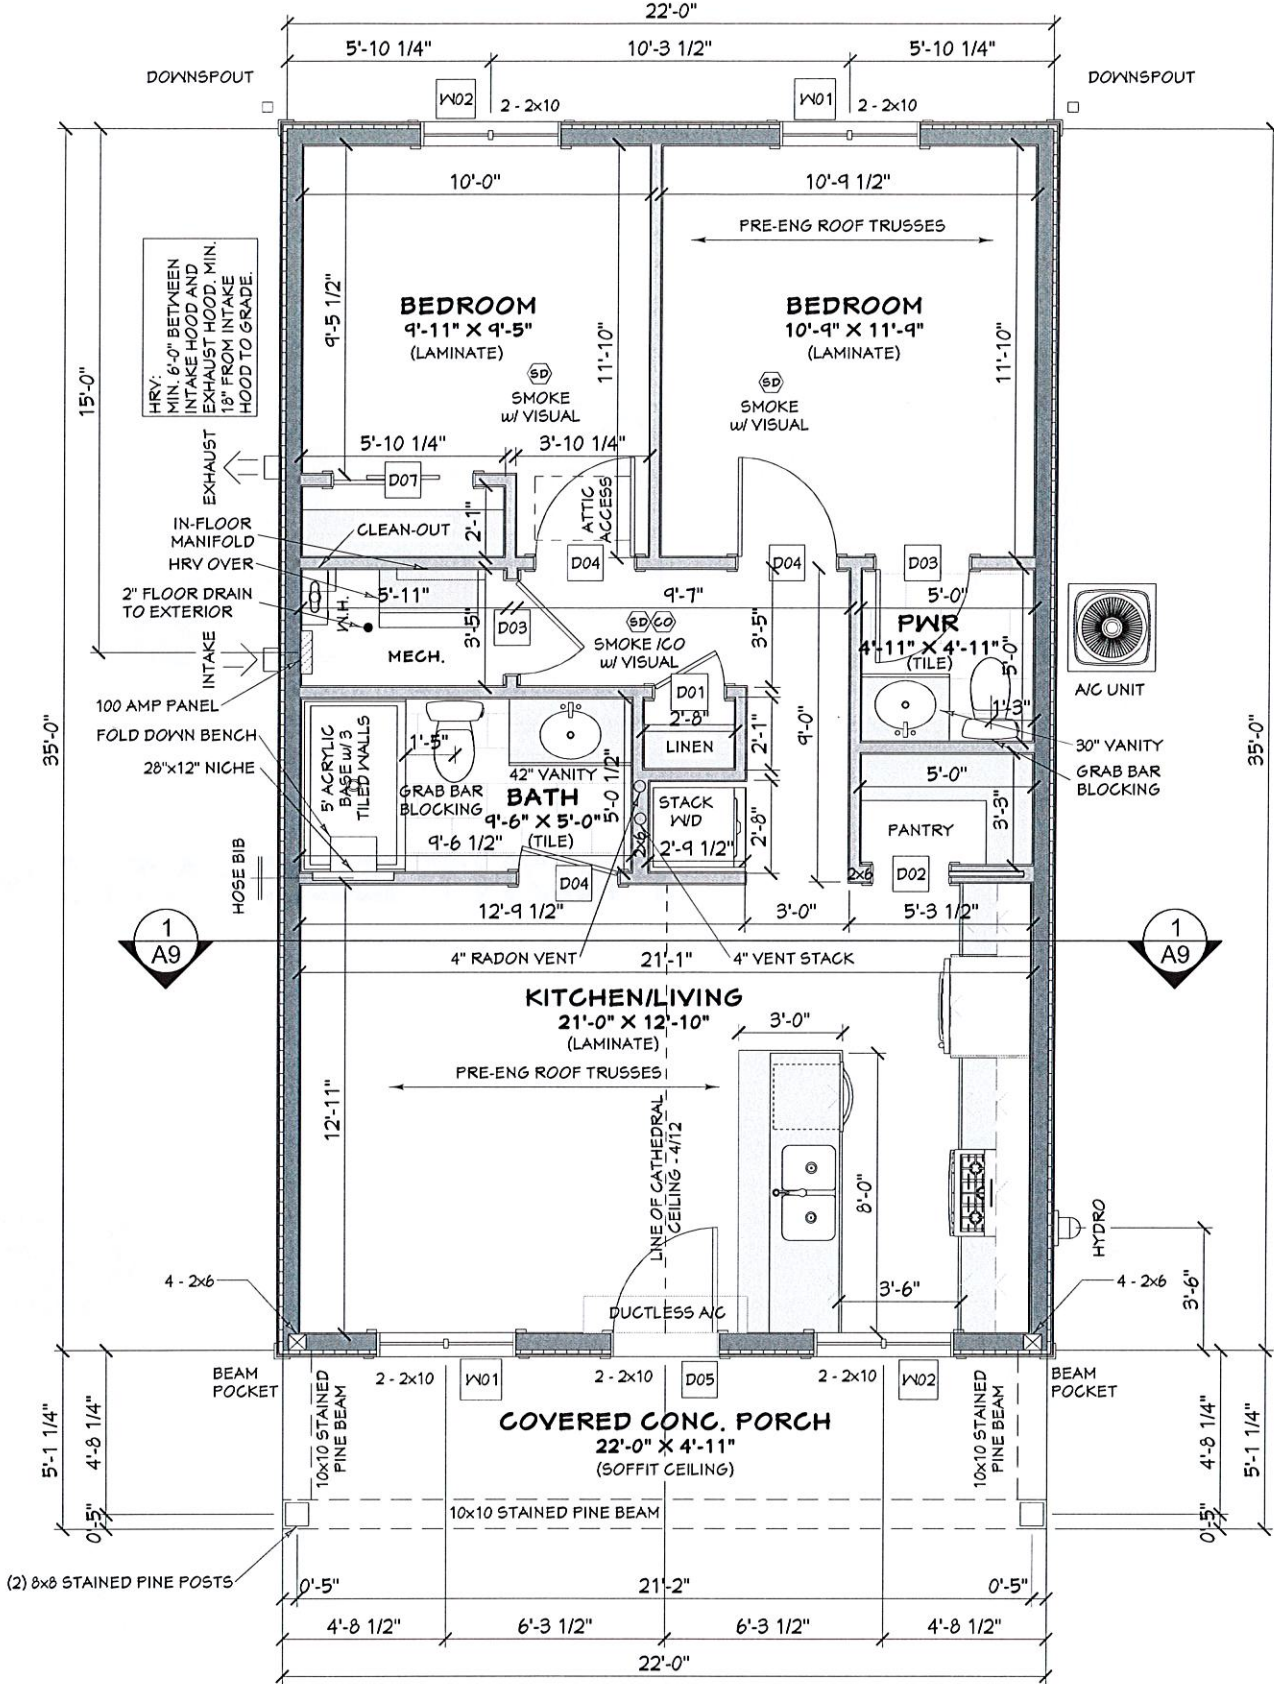 22'-0"
5'-10 1/4"
10'-3 1/2"
5'-10 1/4"
DOWNSPOUT
DOWNSPOUT
W02
2 - 2x10
W01
2 - 2x10
10'-0"
10'-9 1/2"
PRE-ENG ROOF TRUSSES
HRV:
MIN. 6'-0" BETWEEN
INTAKE HOOD AND
EXHAUST HOOD. MIN.
18" FROM INTAKE
HOOD TO GRADE.
9'-5 1/2"
BEDROOM
9'-11" X 9'-5"
(LAMINATE)
11'-10"
BEDROOM
10'-9" X 11'-9"
(LAMINATE)
11'-10"
SD
SMOKE
w/ VISUAL
SD
SMOKE
w/ VISUAL
15'-0"
35'-0"
35'-0"
5'-10 1/4"
3'-10 1/4"
EXHAUST
D07
ATTIC
ACCESS
2'-1"
IN-FLOOR
MANIFOLD
CLEAN-OUT
HRV OVER
D04
D04
D03
2" FLOOR DRAIN
TO EXTERIOR
W.H.
5'-11"
3'-5"
D03
9'-7"
5'-0"
SD CO
SMOKE /CO
w/ VISUAL
3'-5"
PWR
4'-11" X 4'-11"
(TILE)
5'-0"
MECH.
INTAKE
100 AMP PANEL
D01
A/C UNIT
1'-3"
FOLD DOWN BENCH
28"x12" NICHE
5' ACRYLIC
BASE w/ 3
TILED WALLS
1'-5"
2'-8"
LINEN
2'-1"
9'-0"
30" VANITY
GRAB BAR
BLOCKING
42" VANITY
GRAB BAR
BLOCKING
BATH
9'-6" X 5'-0"
(TILE)
5'-0 1/2"
9'-6 1/2"
STACK
W/D
2x6
2'-9 1/2"
2'-8"
5'-0"
3'-3"
PANTRY
HOSE BIB
D04
2x6
D02
12'-9 1/2"
3'-0"
5'-3 1/2"
1
A9
1
A9
4" RADON VENT
21'-1"
4" VENT STACK
KITCHEN/LIVING
21'-0" X 12'-10"
(LAMINATE)
3'-0"
PRE-ENG ROOF TRUSSES
12'-11"
LINE OF CATHEDRAL
CEILING - 4/12
8'-0"
HYDRO
4 - 2x6
3'-6"
4 - 2x6
3'-6"
DUCTLESS A/C
BEAM
POCKET
2 - 2x10
W01
2 - 2x10
D05
2 - 2x10
W02
BEAM
POCKET
10x10 STAINED
PINE BEAM
COVERED CONC. PORCH
22'-0" X 4'-11"
(SOFFIT CEILING)
10x10 STAINED
PINE BEAM
5'-1 1/4"
4'-8 1/4"
4'-8 1/4"
5'-1 1/4"
0'-5"
10x10 STAINED PINE BEAM
0'-5"
(2) 8x8 STAINED PINE POSTS
0'-5"
21'-2"
0'-5"
4'-8 1/2"
6'-3 1/2"
6'-3 1/2"
4'-8 1/2"
22'-0"